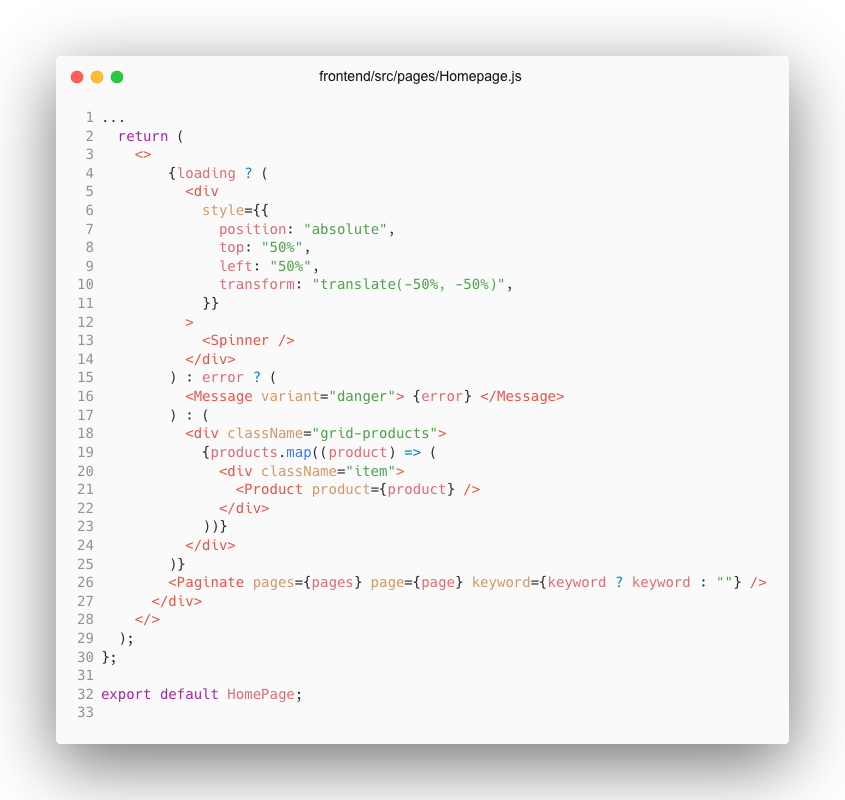 frontend/src/pages/Homepage.js
1 ...
2   return (
3     <>
4         {loading ? (
5           <div
6             style={{
7               position: "absolute",
8               top: "50%",
9               left: "50%",
10               transform: "translate(-50%, -50%)",
11             }}
12           >
13             <Spinner />
14           </div>
15         ) : error ? (
16           <Message variant="danger"> {error} </Message>
17         ) : (
18           <div className="grid-products">
19             {products.map((product) => (
20               <div className="item">
21                 <Product product={product} />
22               </div>
23             ))}
24           </div>
25         )}
26         <Paginate pages={pages} page={page} keyword={keyword ? keyword : ""} />
27       </div>
28     </>
29   );
30 };
31
32 export default HomePage;
33